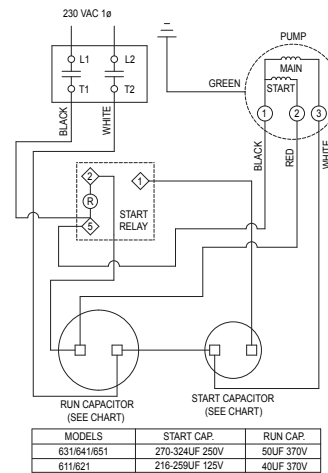 230 VAC 1ø
PUMP
L1
L2
MAIN
GREEN
START
T1
T2
1
2
3
BLACK
WHITE
BLACK
RED
WHITE
2
1
R
START
RELAY
5
RUN CAPACITOR
(SEE CHART)
START CAPACITOR
(SEE CHART)
MODELS START CAP. RUN CAP.
631/641/651 270-324UF 250V 50UF 370V
611/621 216-259UF 125V 40UF 370V